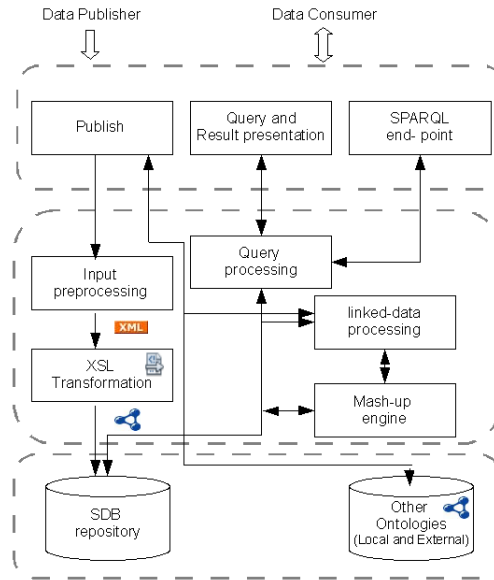 Data Publisher
Data Consumer
Publish
Query and
Result presentation
SPARQL
end- point
Query
processing
Input
preprocessing
linked-data
processing
XML
XSL
Transformation
Mash-up
engine
SDB
repository
Other
Ontologies
(Local and External)